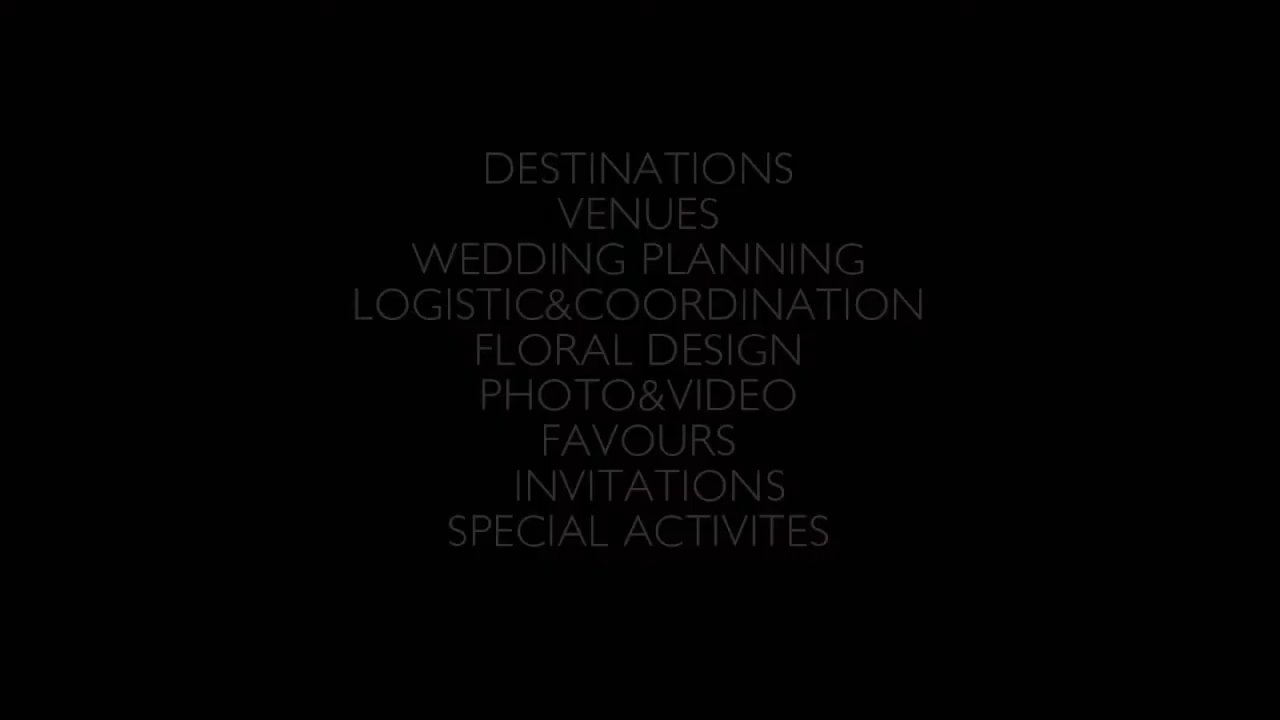 DESTINATIONS
VENUES
WEDDING PLANNING
LOGISTIC&COORDINATION
FLORAL DESIGN
PHOTO&VIDEO
FAVOURS
INVITATIONS
SPECIAL ACTIVITES